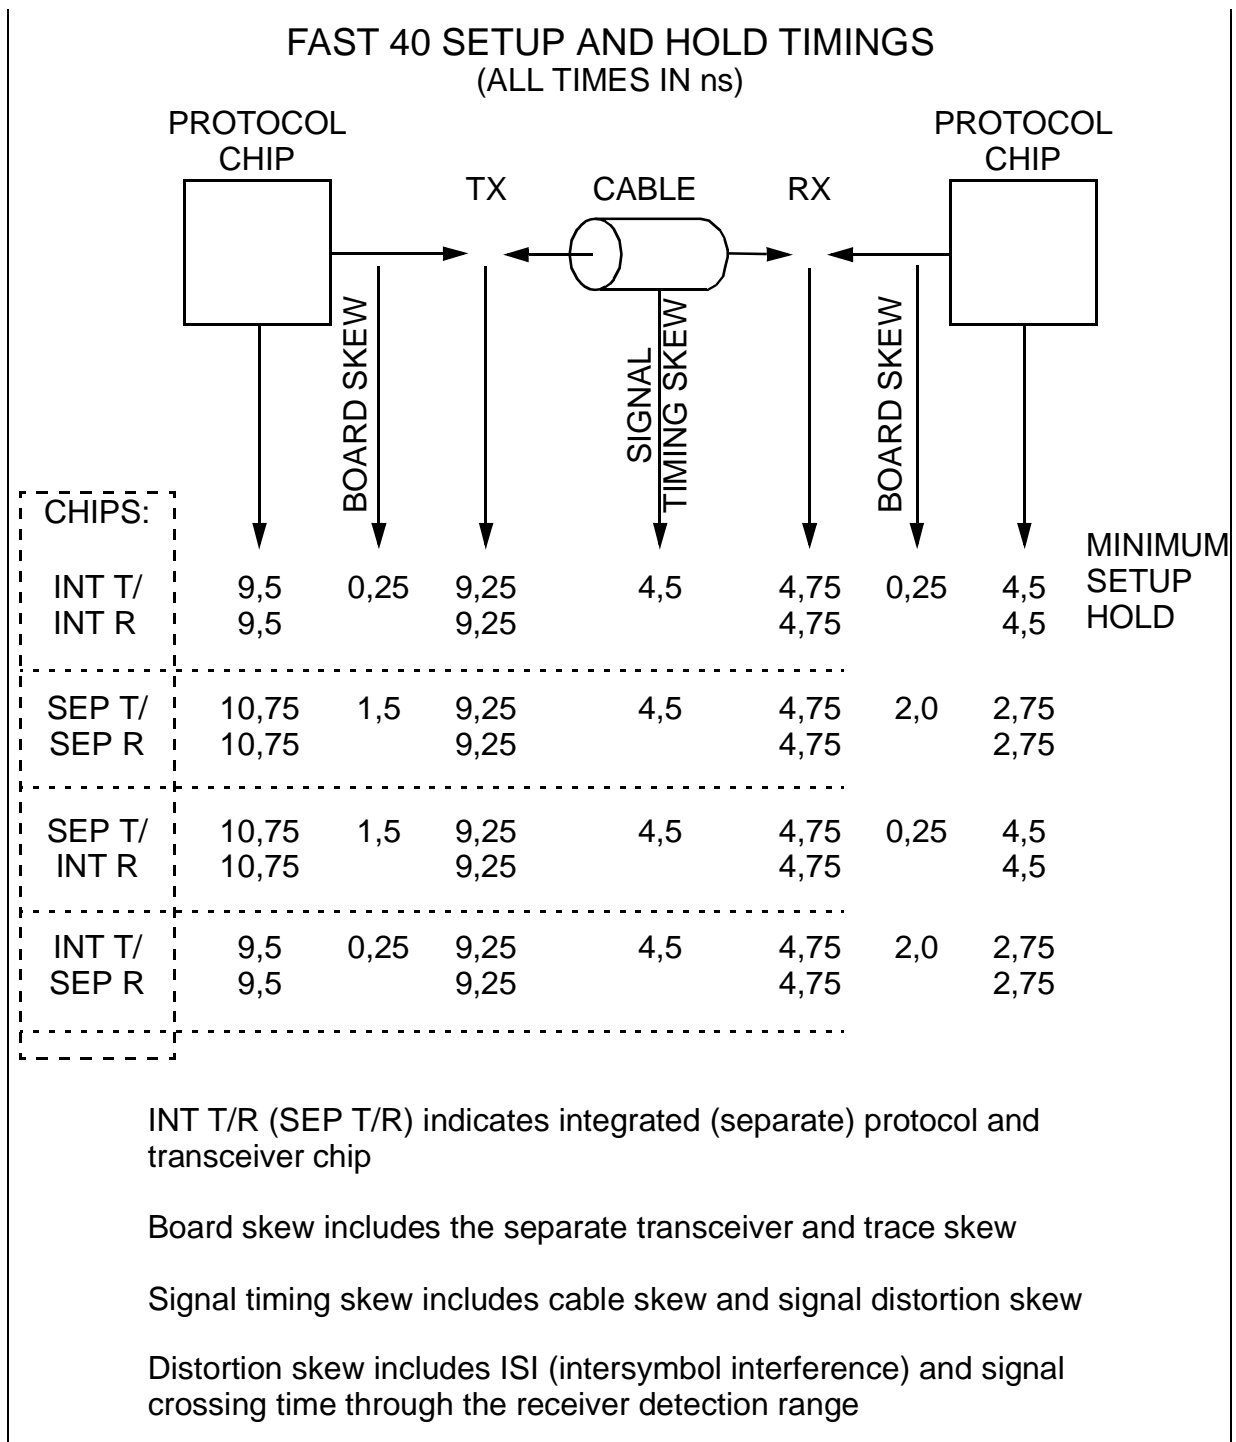 FAST 40 SETUP AND HOLD TIMINGS
(ALL TIMES IN ns)
PROTOCOL
CHIP
TX
CABLE
RX
PROTOCOL
CHIP
BOARD SKEW
SIGNAL
TIMING SKEW
BOARD SKEW
CHIPS:
MINIMUM
SETUP
HOLD
INT T/ 9,5 0,25 9,25 4,5 4,75 0,25 4,5
INT R 9,5 9,25 4,75 4,5
SEP T/ 10,75 1,5 9,25 4,5 4,75 2,0 2,75
SEP R 10,75 9,25 4,75 2,75
SEP T/ 10,75 1,5 9,25 4,5 4,75 0,25 4,5
INT R 10,75 9,25 4,75 4,5
INT T/ 9,5 0,25 9,25 4,5 4,75 2,0 2,75
SEP R 9,5 9,25 4,75 2,75
INT T/R (SEP T/R) indicates integrated (separate) protocol and
transceiver chip
Board skew includes the separate transceiver and trace skew
Signal timing skew includes cable skew and signal distortion skew
Distortion skew includes ISI (intersymbol interference) and signal
crossing time through the receiver detection range